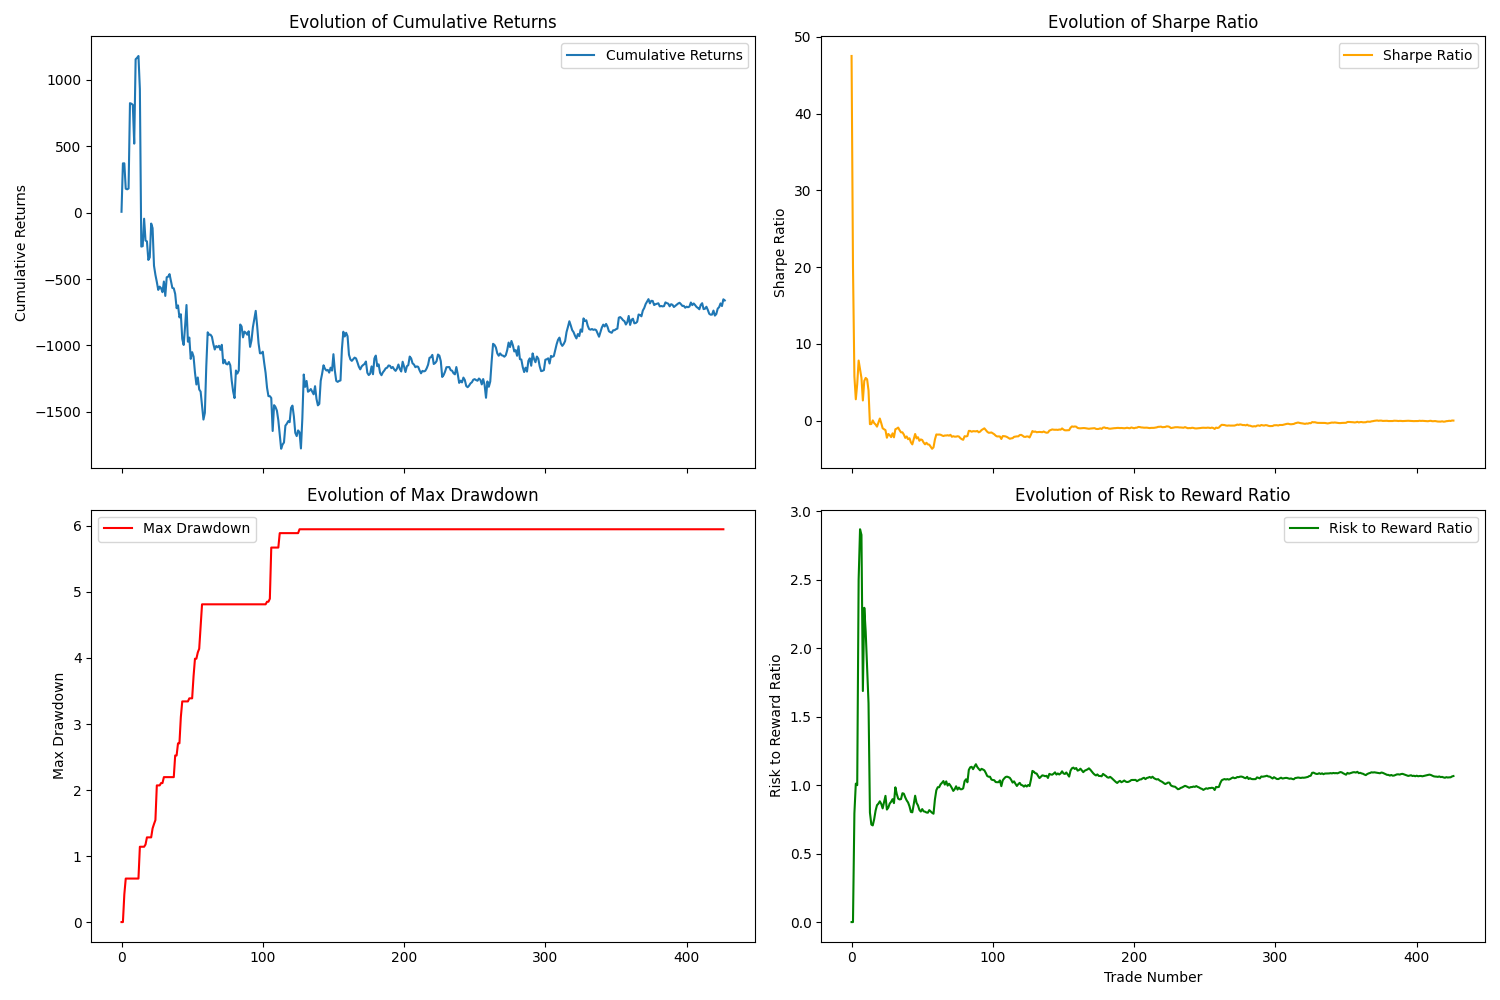 Evolution of Cumulative Returns
Cumulative Returns
1000
500
0
−500
−1000
−1500
Cumulative Returns
Evolution of Sharpe Ratio
Sharpe Ratio
50
40
30
20
10
0
Sharpe Ratio
Evolution of Max Drawdown
Max Drawdown
6
5
4
3
2
1
0
Max Drawdown
0 100 200 300 400
Evolution of Risk to Reward Ratio
Risk to Reward Ratio
3.0
2.5
2.0
1.5
1.0
0.5
0.0
Risk to Reward Ratio
0 100 200 300 400
Trade Number